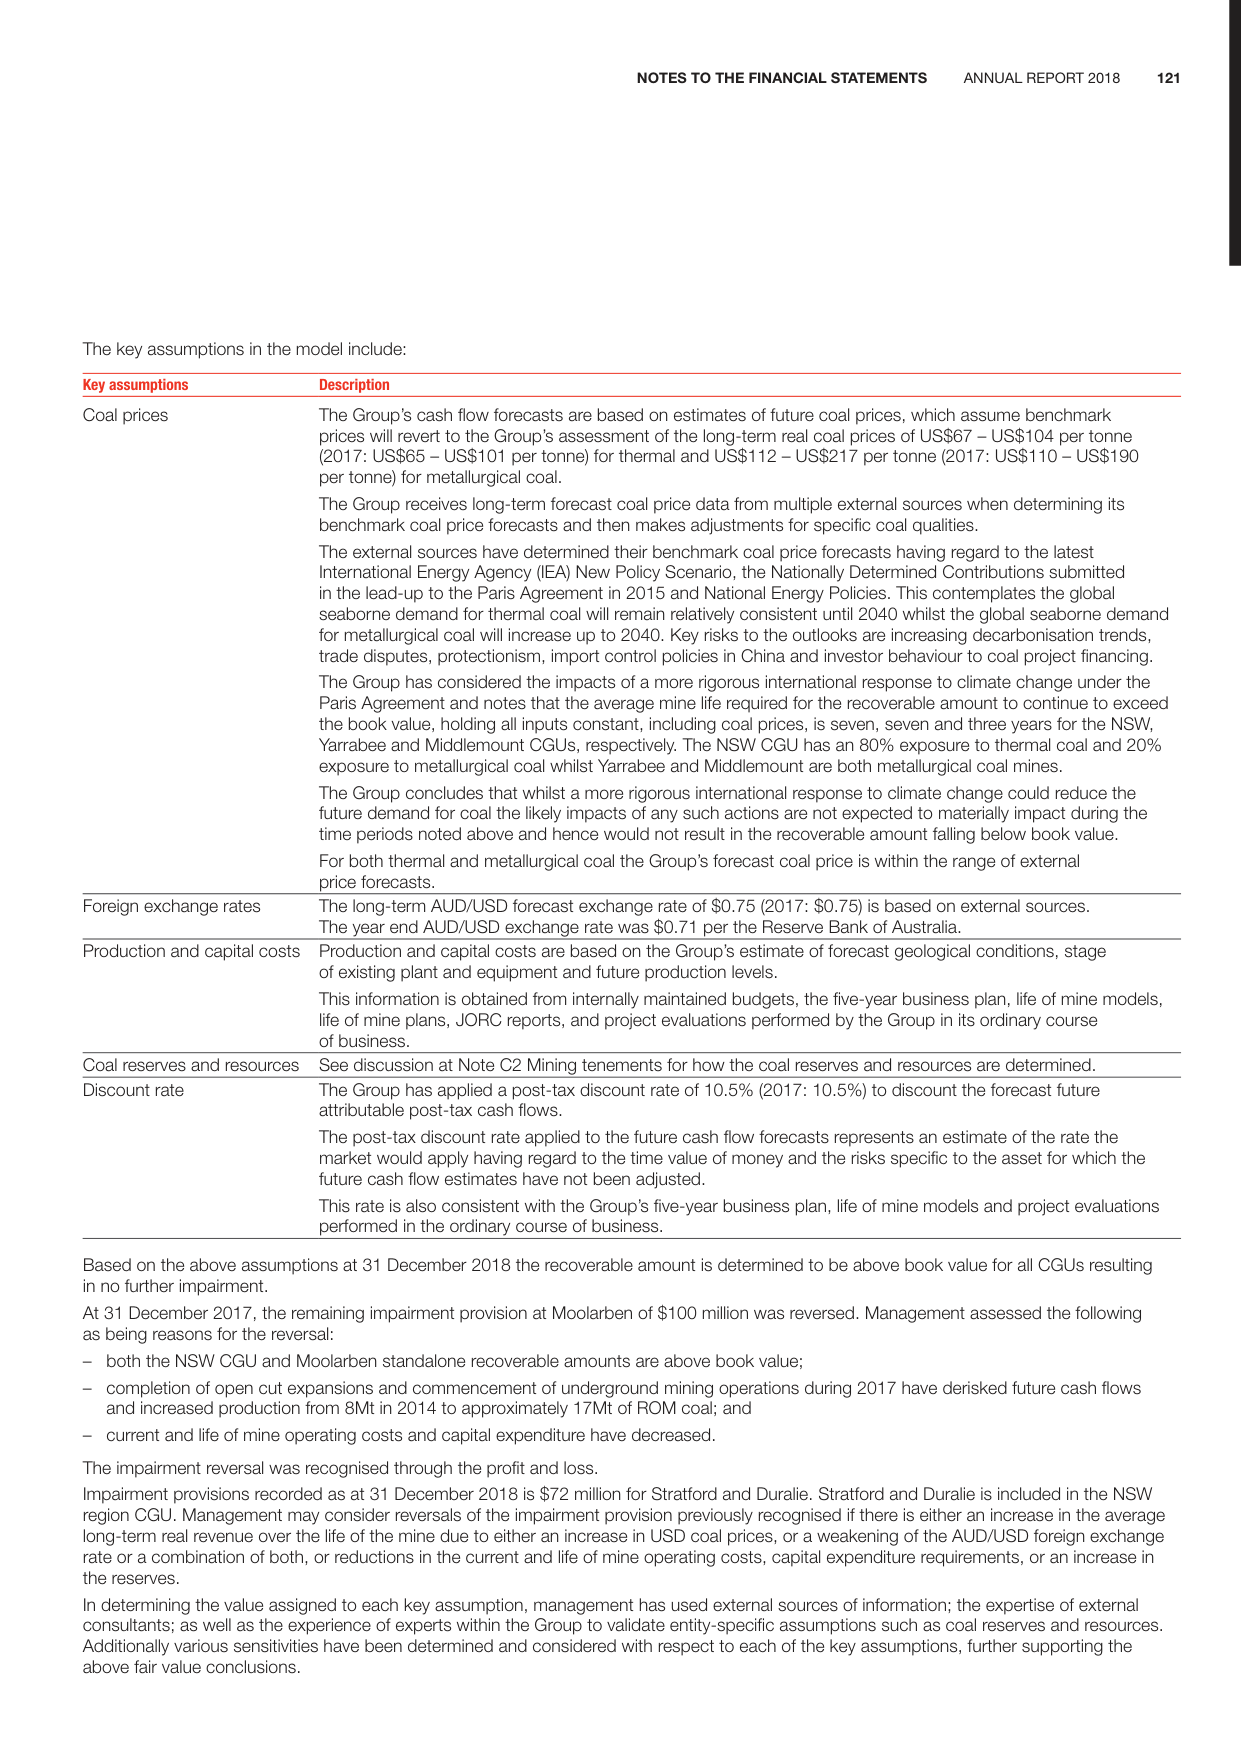 NOTES TO THE FINANCIAL STATEMENTS ANNUAL REPORT 2018 121
The key assumptions in the model include:
Key assumptions Description
Coal prices The Group’s cash flow forecasts are based on estimates of future coal prices, which assume benchmark
prices will revert to the Group’s assessment of the long-term real coal prices of US$67 – US$104 per tonne
(2017: US$65 – US$101 per tonne) for thermal and US$112 – US$217 per tonne (2017: US$110 – US$190
per tonne) for metallurgical coal.
The Group receives long-term forecast coal price data from multiple external sources when determining its
benchmark coal price forecasts and then makes adjustments for specific coal qualities.
The external sources have determined their benchmark coal price forecasts having regard to the latest
International Energy Agency (IEA) New Policy Scenario, the Nationally Determined Contributions submitted
in the lead-up to the Paris Agreement in 2015 and National Energy Policies. This contemplates the global
seaborne demand for thermal coal will remain relatively consistent until 2040 whilst the global seaborne demand
for metallurgical coal will increase up to 2040. Key risks to the outlooks are increasing decarbonisation trends,
trade disputes, protectionism, import control policies in China and investor behaviour to coal project financing.
The Group has considered the impacts of a more rigorous international response to climate change under the
Paris Agreement and notes that the average mine life required for the recoverable amount to continue to exceed
the book value, holding all inputs constant, including coal prices, is seven, seven and three years for the NSW,
Yarrabee and Middlemount CGUs, respectively. The NSW CGU has an 80% exposure to thermal coal and 20%
exposure to metallurgical coal whilst Yarrabee and Middlemount are both metallurgical coal mines.
The Group concludes that whilst a more rigorous international response to climate change could reduce the
future demand for coal the likely impacts of any such actions are not expected to materially impact during the
time periods noted above and hence would not result in the recoverable amount falling below book value.
For both thermal and metallurgical coal the Group’s forecast coal price is within the range of external
price forecasts.
Foreign exchange rates The long-term AUD/USD forecast exchange rate of $0.75 (2017: $0.75) is based on external sources.
The year end AUD/USD exchange rate was $0.71 per the Reserve Bank of Australia.
Production and capital costs Production and capital costs are based on the Group’s estimate of forecast geological conditions, stage
of existing plant and equipment and future production levels.
This information is obtained from internally maintained budgets, the five-year business plan, life of mine models,
life of mine plans, JORC reports, and project evaluations performed by the Group in its ordinary course
of business.
Coal reserves and resources See discussion at Note C2 Mining tenements for how the coal reserves and resources are determined.
Discount rate The Group has applied a post-tax discount rate of 10.5% (2017: 10.5%) to discount the forecast future
attributable post-tax cash flows.
The post-tax discount rate applied to the future cash flow forecasts represents an estimate of the rate the
market would apply having regard to the time value of money and the risks specific to the asset for which the
future cash flow estimates have not been adjusted.
This rate is also consistent with the Group’s five-year business plan, life of mine models and project evaluations
performed in the ordinary course of business.
Based on the above assumptions at 31 December 2018 the recoverable amount is determined to be above book value for all CGUs resulting
in no further impairment.
At 31 December 2017, the remaining impairment provision at Moolarben of $100 million was reversed. Management assessed the following
as being reasons for the reversal:
– both the NSW CGU and Moolarben standalone recoverable amounts are above book value;
– completion of open cut expansions and commencement of underground mining operations during 2017 have derisked future cash flows
and increased production from 8Mt in 2014 to approximately 17Mt of ROM coal; and
– current and life of mine operating costs and capital expenditure have decreased.
The impairment reversal was recognised through the profit and loss.
Impairment provisions recorded as at 31 December 2018 is $72 million for Stratford and Duralie. Stratford and Duralie is included in the NSW
region CGU. Management may consider reversals of the impairment provision previously recognised if there is either an increase in the average
long-term real revenue over the life of the mine due to either an increase in USD coal prices, or a weakening of the AUD/USD foreign exchange
rate or a combination of both, or reductions in the current and life of mine operating costs, capital expenditure requirements, or an increase in
the reserves.
In determining the value assigned to each key assumption, management has used external sources of information; the expertise of external
consultants; as well as the experience of experts within the Group to validate entity-specific assumptions such as coal reserves and resources.
Additionally various sensitivities have been determined and considered with respect to each of the key assumptions, further supporting the
above fair value conclusions.